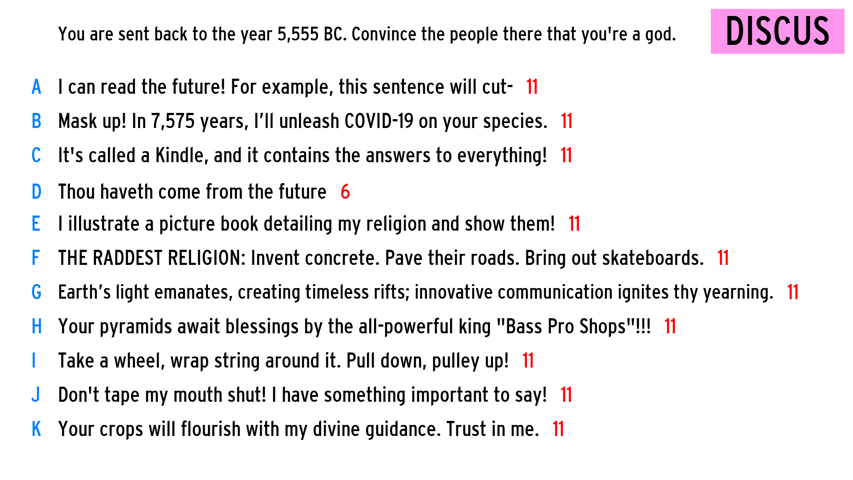 You are sent back to the year 5,555 BC. Convince the people there that you're a god.
DISCUS
A I can read the future! For example, this sentence will cut- 11
B Mask up! In 7,575 years, I’ll unleash COVID-19 on your species. 11
C It's called a Kindle, and it contains the answers to everything! 11
D Thou haveth come from the future 6
E I illustrate a picture book detailing my religion and show them! 11
F THE RADDEST RELIGION: Invent concrete. Pave their roads. Bring out skateboards. 11
G Earth’s light emanates, creating timeless rifts; innovative communication ignites thy yearning. 11
H Your pyramids await blessings by the all-powerful king "Bass Pro Shops"!!! 11
I Take a wheel, wrap string around it. Pull down, pulley up! 11
J Don't tape my mouth shut! I have something important to say! 11
K Your crops will flourish with my divine guidance. Trust in me. 11